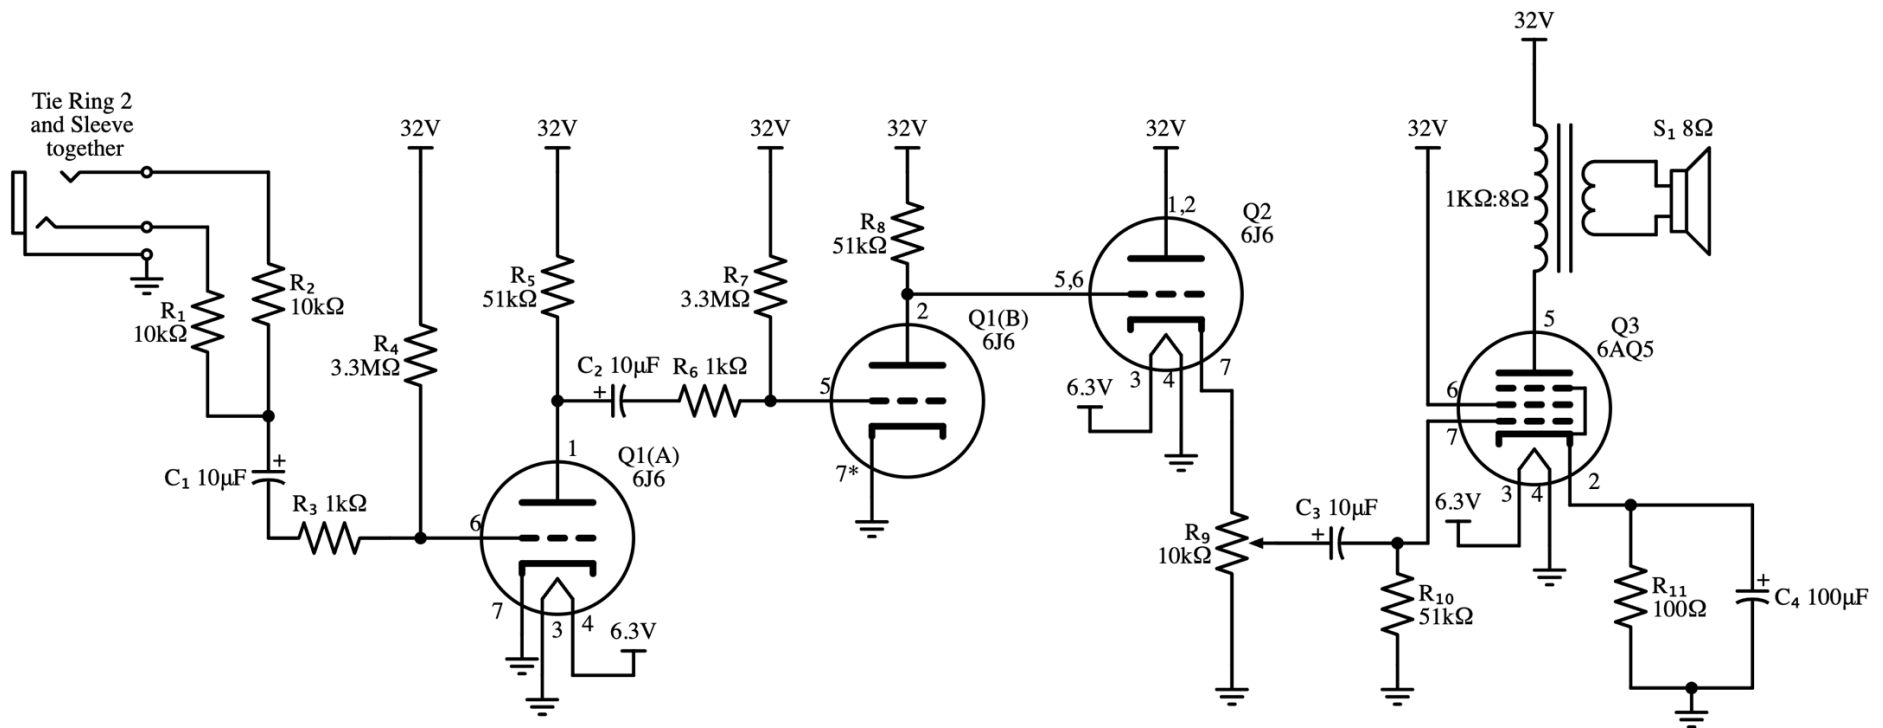 Tie Ring 2
and Sleeve
together
R₁
10kΩ
R₂
10kΩ
C₁ 10μF
+
R₃ 1kΩ
32V
R₄
3.3MΩ
6
32V
R₅
51kΩ
1
Q1(A)
6J6
7
3
4
6.3V
C₂ 10μF
+
R₆ 1kΩ
32V
R₇
3.3MΩ
5
32V
R₈
51kΩ
2
Q1(B)
6J6
7*
5,6
32V
1,2
Q2
6J6
6.3V
3
4
7
R₉
10kΩ
C₃ 10μF
+
R₁₀
51kΩ
32V
6
7
32V
1KΩ:8Ω
S₁ 8Ω
5
Q3
6AQ5
6.3V
3
4
2
R₁₁
100Ω
+
C₄ 100μF